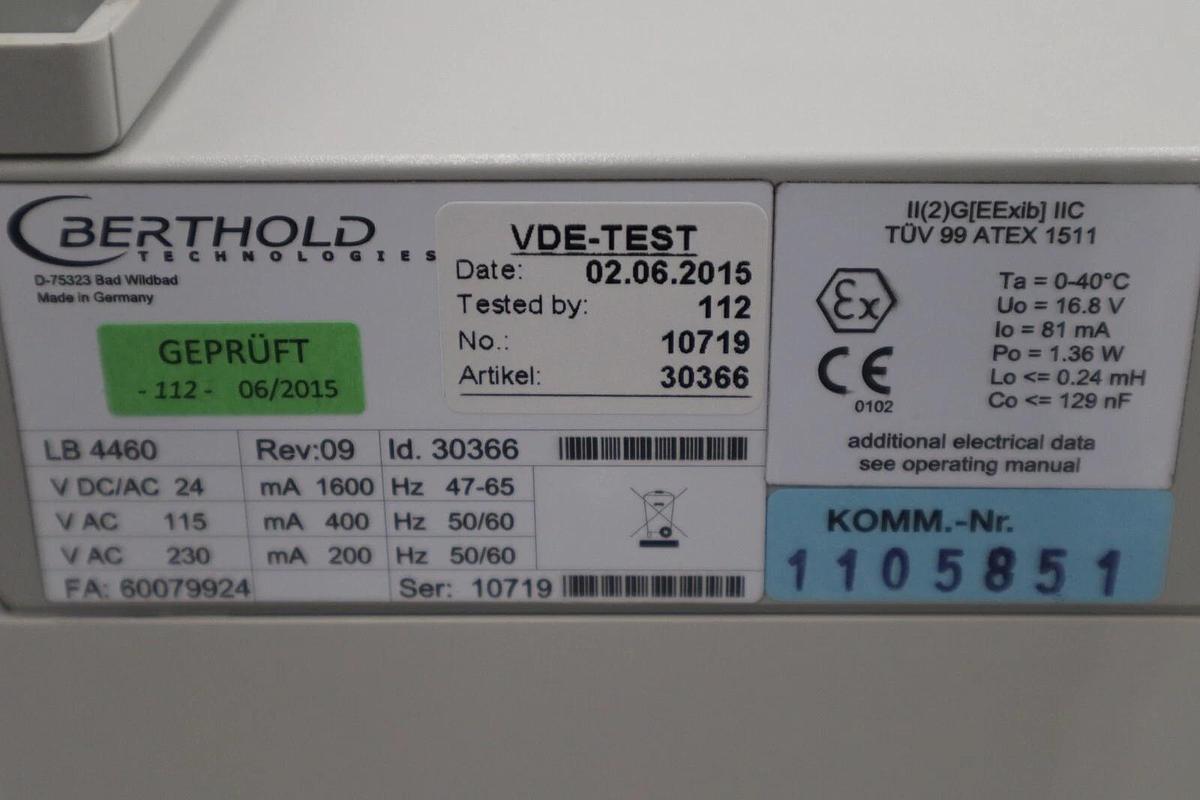 BERTHOLD
TECHNOLOGIES
D-75323 Bad Wildbad
Made in Germany
GEPRÜFT
- 112 - 06/2015
VDE-TEST
Date: 02.06.2015
Tested by: 112
No.: 10719
Artikel: 30366
LB 4460 Rev:09 Id. 30366
V DC/AC 24 mA 1600 Hz 47-65
V AC 115 mA 400 Hz 50/60
V AC 230 mA 200 Hz 50/60
FA: 60079924 Ser: 10719
II(2)G[EExib] IIC
TÜV 99 ATEX 1511
Ex
CE
0102
Ta = 0-40°C
Uo = 16.8 V
Io = 81 mA
Po = 1.36 W
Lo <= 0.24 mH
Co <= 129 nF
additional electrical data
see operating manual
KOMM.-Nr.
1105851